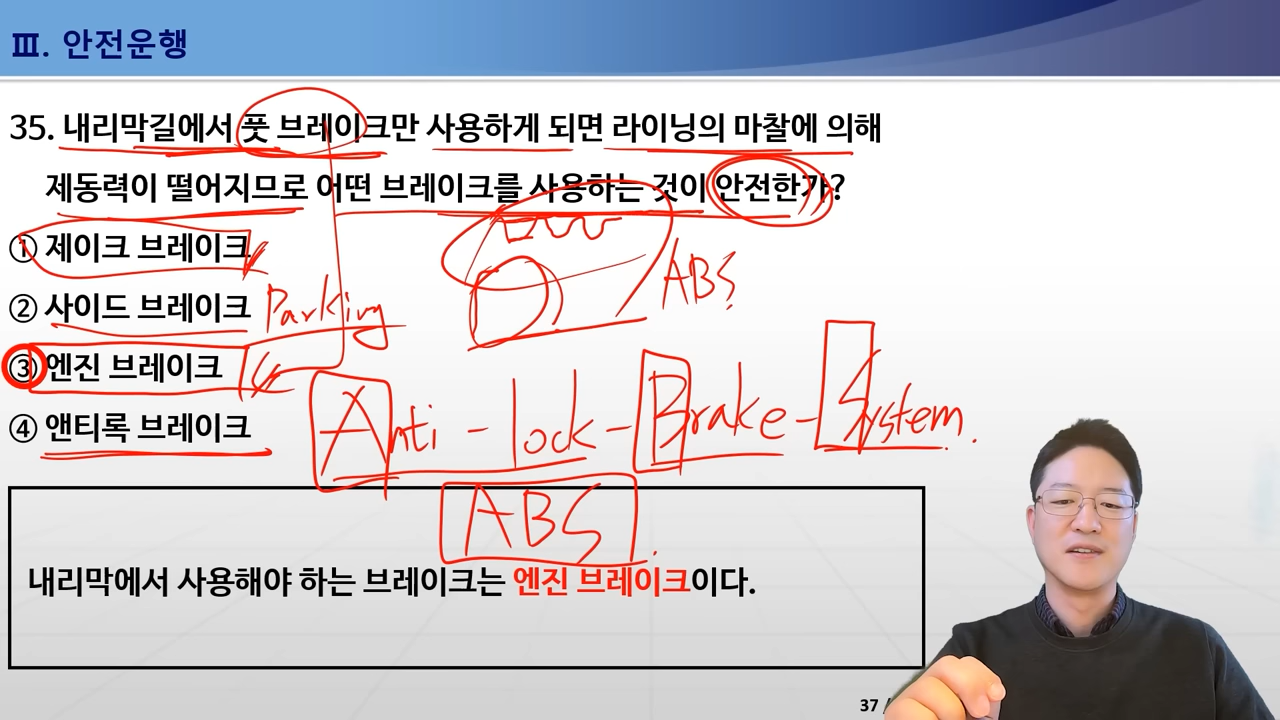 Ⅲ. 안전운행
35. 내리막길에서 풋 브레이크만 사용하게 되면 라이닝의 마찰에 의해
제동력이 떨어지므로 어떤 브레이크를 사용하는 것이 안전한가?
① 제이크 브레이크
② 사이드 브레이크 Parking
ABS
③ 엔진 브레이크
④ 앤티록 브레이크
Anti - lock - Brake - System.
ABS.
내리막에서 사용해야 하는 브레이크는 엔진 브레이크이다.
37 /